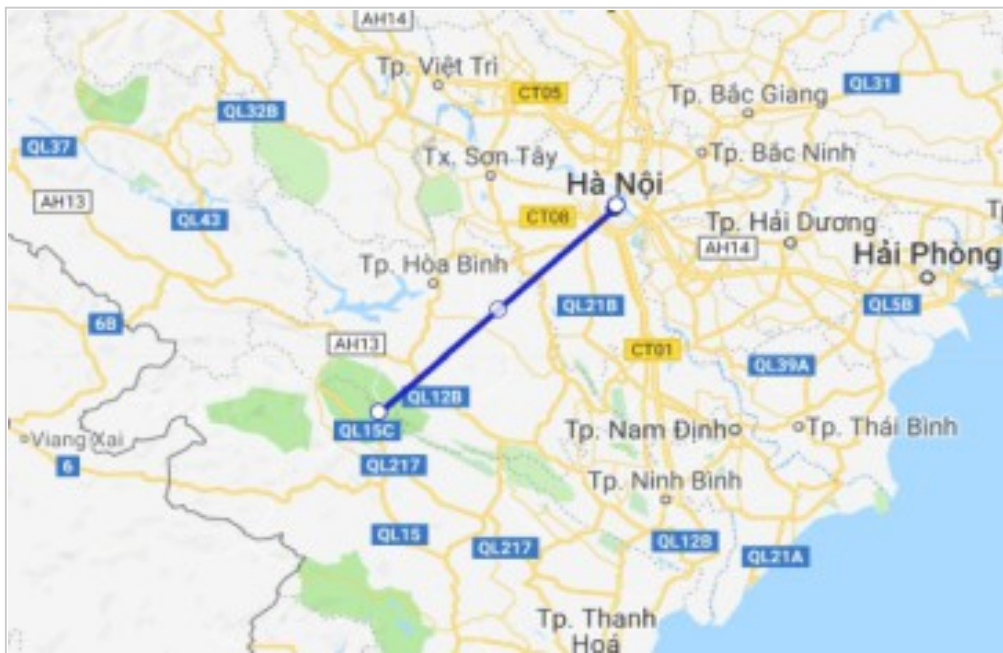 AH14
Tp. Việt Trì
CT05
QL31
Tp. Bắc Giang
QL32B
QL37
Tx. Sơn Tây
Tp. Bắc Ninh
Hà Nội
AH13
QL43
CT08
Tp. Hải Dương
AH14
Hải Phòng
Tp. Hòa Bình
QL21B
QL5B
6B
AH13
CT01
QL39A
QL12B
QL15C
Viang Xai
Tp. Nam Định
Tp. Thái Bình
6
QL217
Tp. Ninh Bình
QL15
QL217
QL12B
QL21A
Tp. Thanh
Hoá